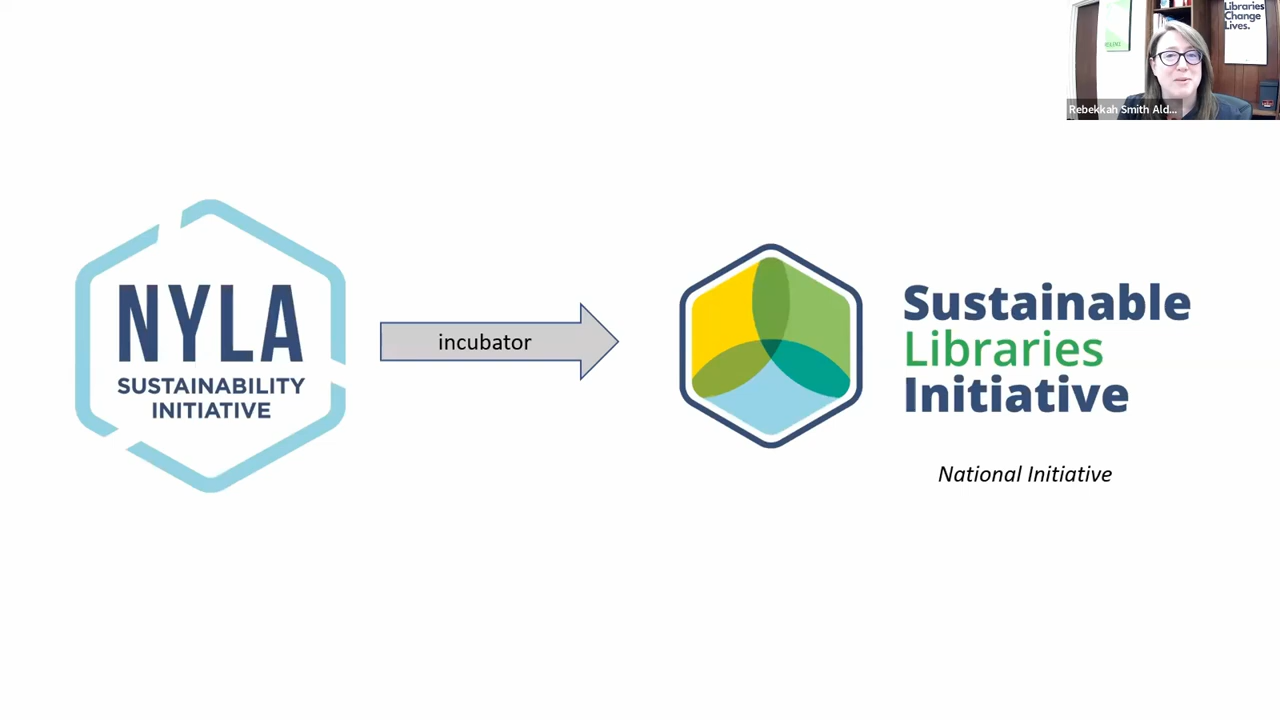 Libraries
Change
Lives.
Rebekkah Smith Ald...
NYLA
SUSTAINABILITY
INITIATIVE
incubator
Sustainable
Libraries
Initiative
National Initiative